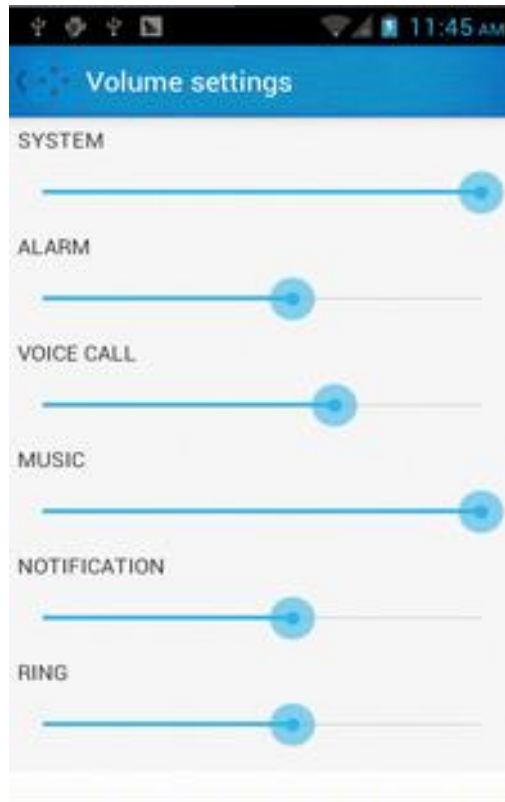 11:45 AM
Volume settings
SYSTEM
ALARM
VOICE CALL
MUSIC
NOTIFICATION
RING